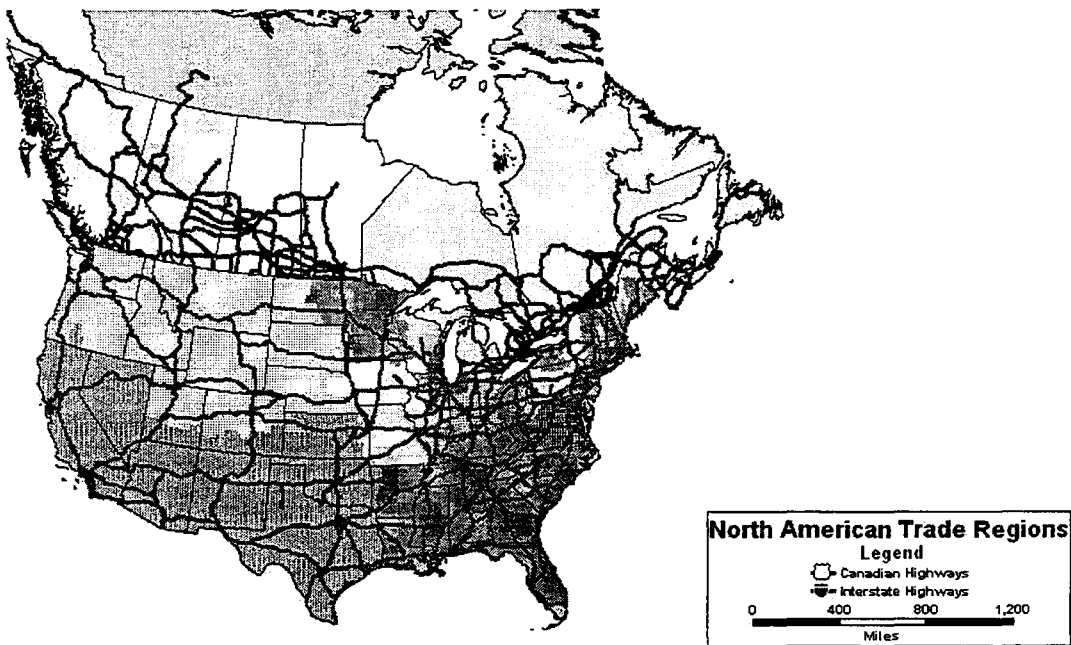 North American Trade Regions
Legend
Canadian Highways
Interstate Highways
0 400 800 1,200
Miles